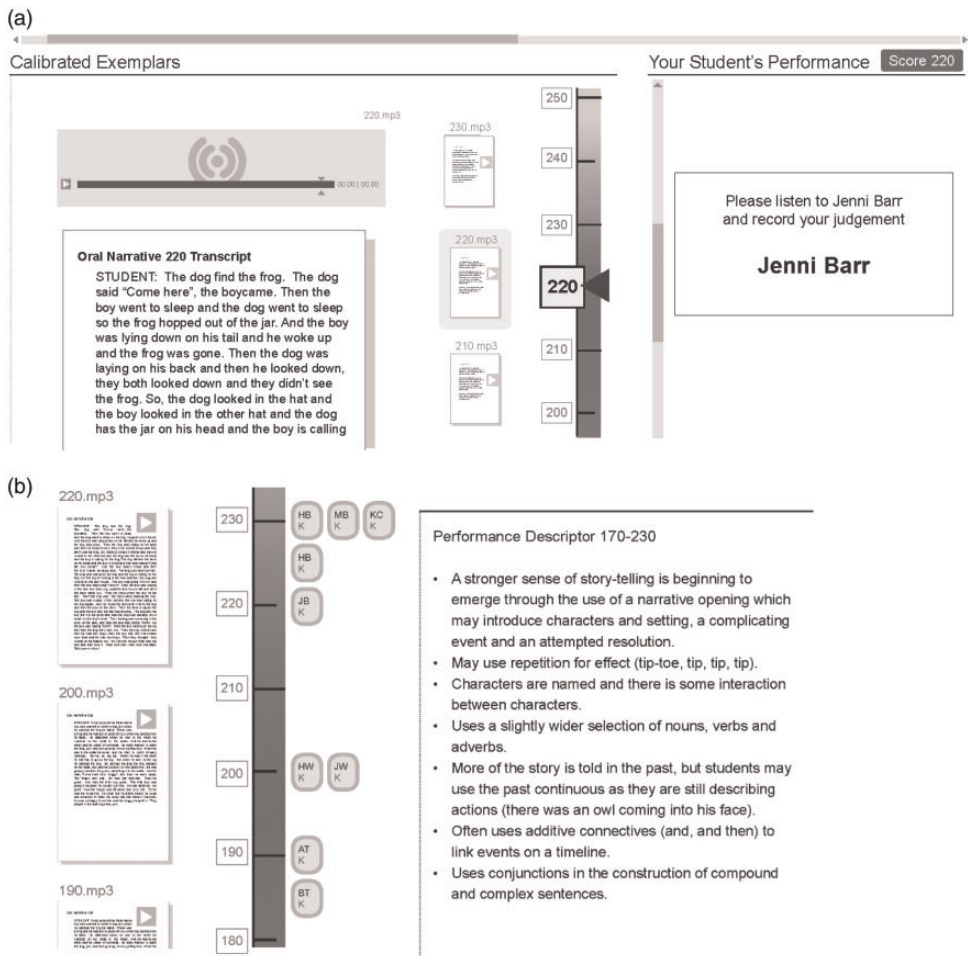 (a)
Calibrated Exemplars
Your Student's Performance
Score 220
220.mp3
00.00 | 00.00
Oral Narrative 220 Transcript
STUDENT: The dog find the frog. The dog
said “Come here”, the boycame. Then the
boy went to sleep and the dog went to sleep
so the frog hopped out of the jar. And the boy
was lying down on his tail and he woke up
and the frog was gone. Then the dog was
laying on his back and then he looked down,
they both looked down and they didn't see
the frog. So, the dog looked in the hat and
the boy looked in the other hat and the dog
has the jar on his head and the boy is calling
230.mp3
220.mp3
210.mp3
250
240
230
220
210
200
Please listen to Jenni Barr
and record your judgement
Jenni Barr
(b)
220.mp3
200.mp3
190.mp3
230
220
210
200
190
180
HB K
MB K
KC K
HB K
JB K
HW K
JW K
AT K
BT K
Performance Descriptor 170-230
• A stronger sense of story-telling is beginning to
emerge through the use of a narrative opening which
may introduce characters and setting, a complicating
event and an attempted resolution.
• May use repetition for effect (tip-toe, tip, tip, tip).
• Characters are named and there is some interaction
between characters.
• Uses a slightly wider selection of nouns, verbs and
adverbs.
• More of the story is told in the past, but students may
use the past continuous as they are still describing
actions (there was an owl coming into his face).
• Often uses additive connectives (and, and then) to
link events on a timeline.
• Uses conjunctions in the construction of compound
and complex sentences.